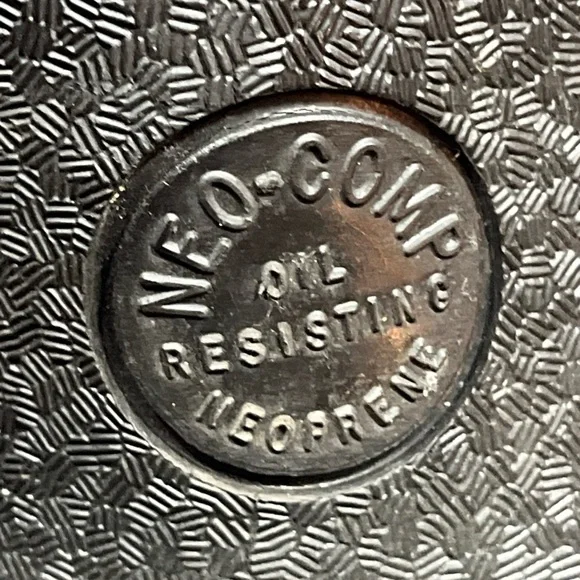 NEO-COMP
OIL
RESISTING
NEOPRENE